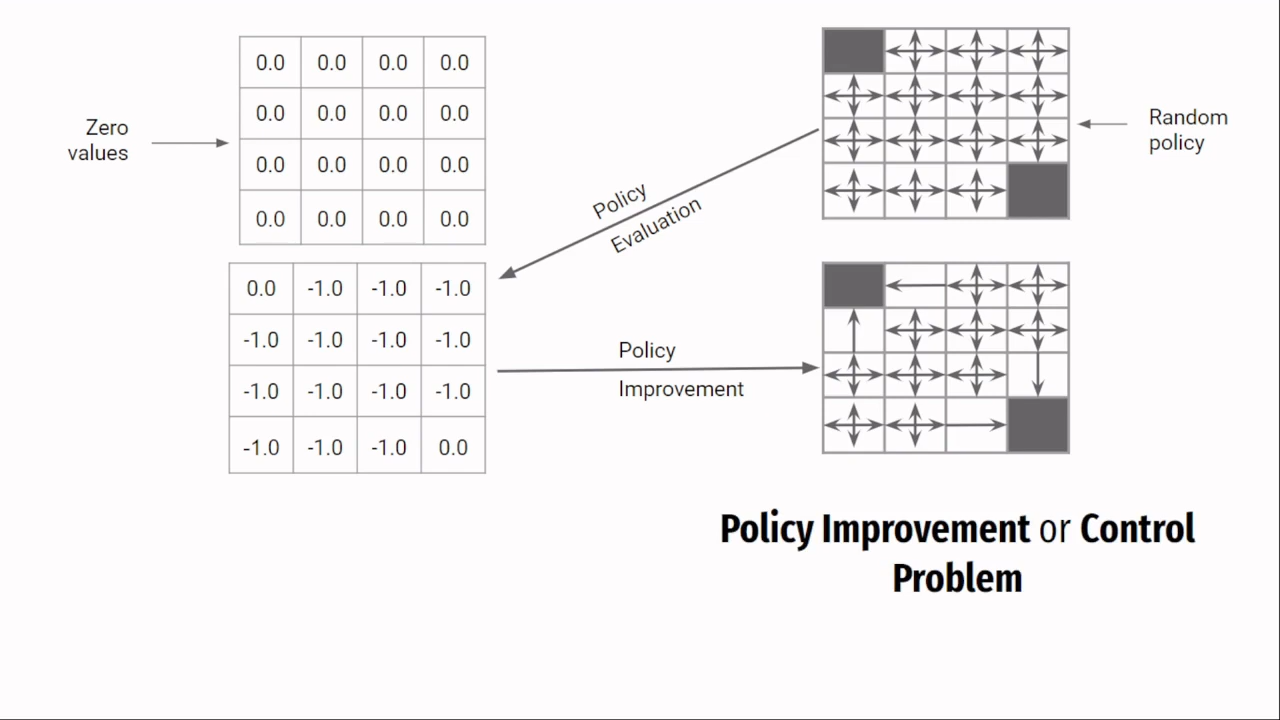 0.0 0.0 0.0 0.0
0.0 0.0 0.0 0.0
0.0 0.0 0.0 0.0
0.0 0.0 0.0 0.0
Zero
values
Random
policy
Policy
Evaluation
0.0 -1.0 -1.0 -1.0
-1.0 -1.0 -1.0 -1.0
-1.0 -1.0 -1.0 -1.0
-1.0 -1.0 -1.0 0.0
Policy
Improvement
Policy Improvement or Control
Problem